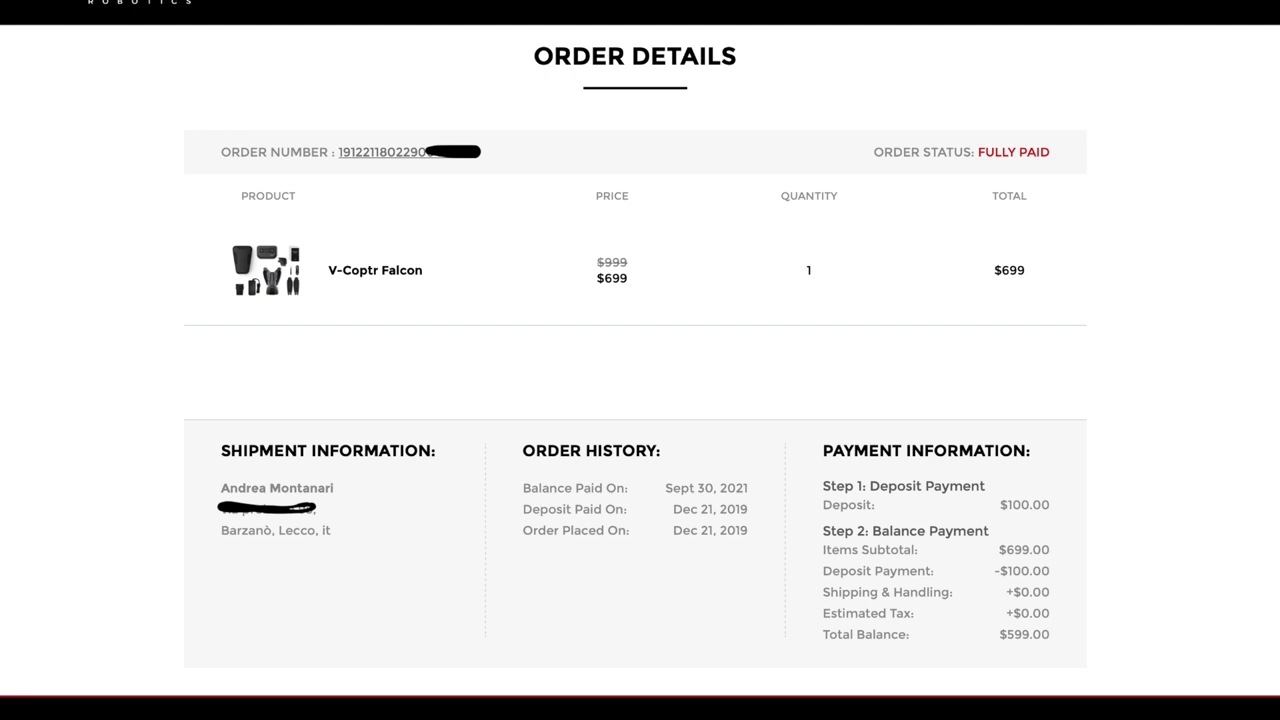 ROBOTICS
ORDER DETAILS
ORDER NUMBER : 1912211802290
ORDER STATUS: FULLY PAID
PRODUCT PRICE QUANTITY TOTAL
$999
V-Coptr Falcon $699 1 $699
SHIPMENT INFORMATION:
Andrea Montanari
Barzanò, Lecco, it
ORDER HISTORY:
Balance Paid On: Sept 30, 2021
Deposit Paid On: Dec 21, 2019
Order Placed On: Dec 21, 2019
PAYMENT INFORMATION:
Step 1: Deposit Payment
Deposit: $100.00
Step 2: Balance Payment
Items Subtotal: $699.00
Deposit Payment: -$100.00
Shipping & Handling: +$0.00
Estimated Tax: +$0.00
Total Balance: $599.00